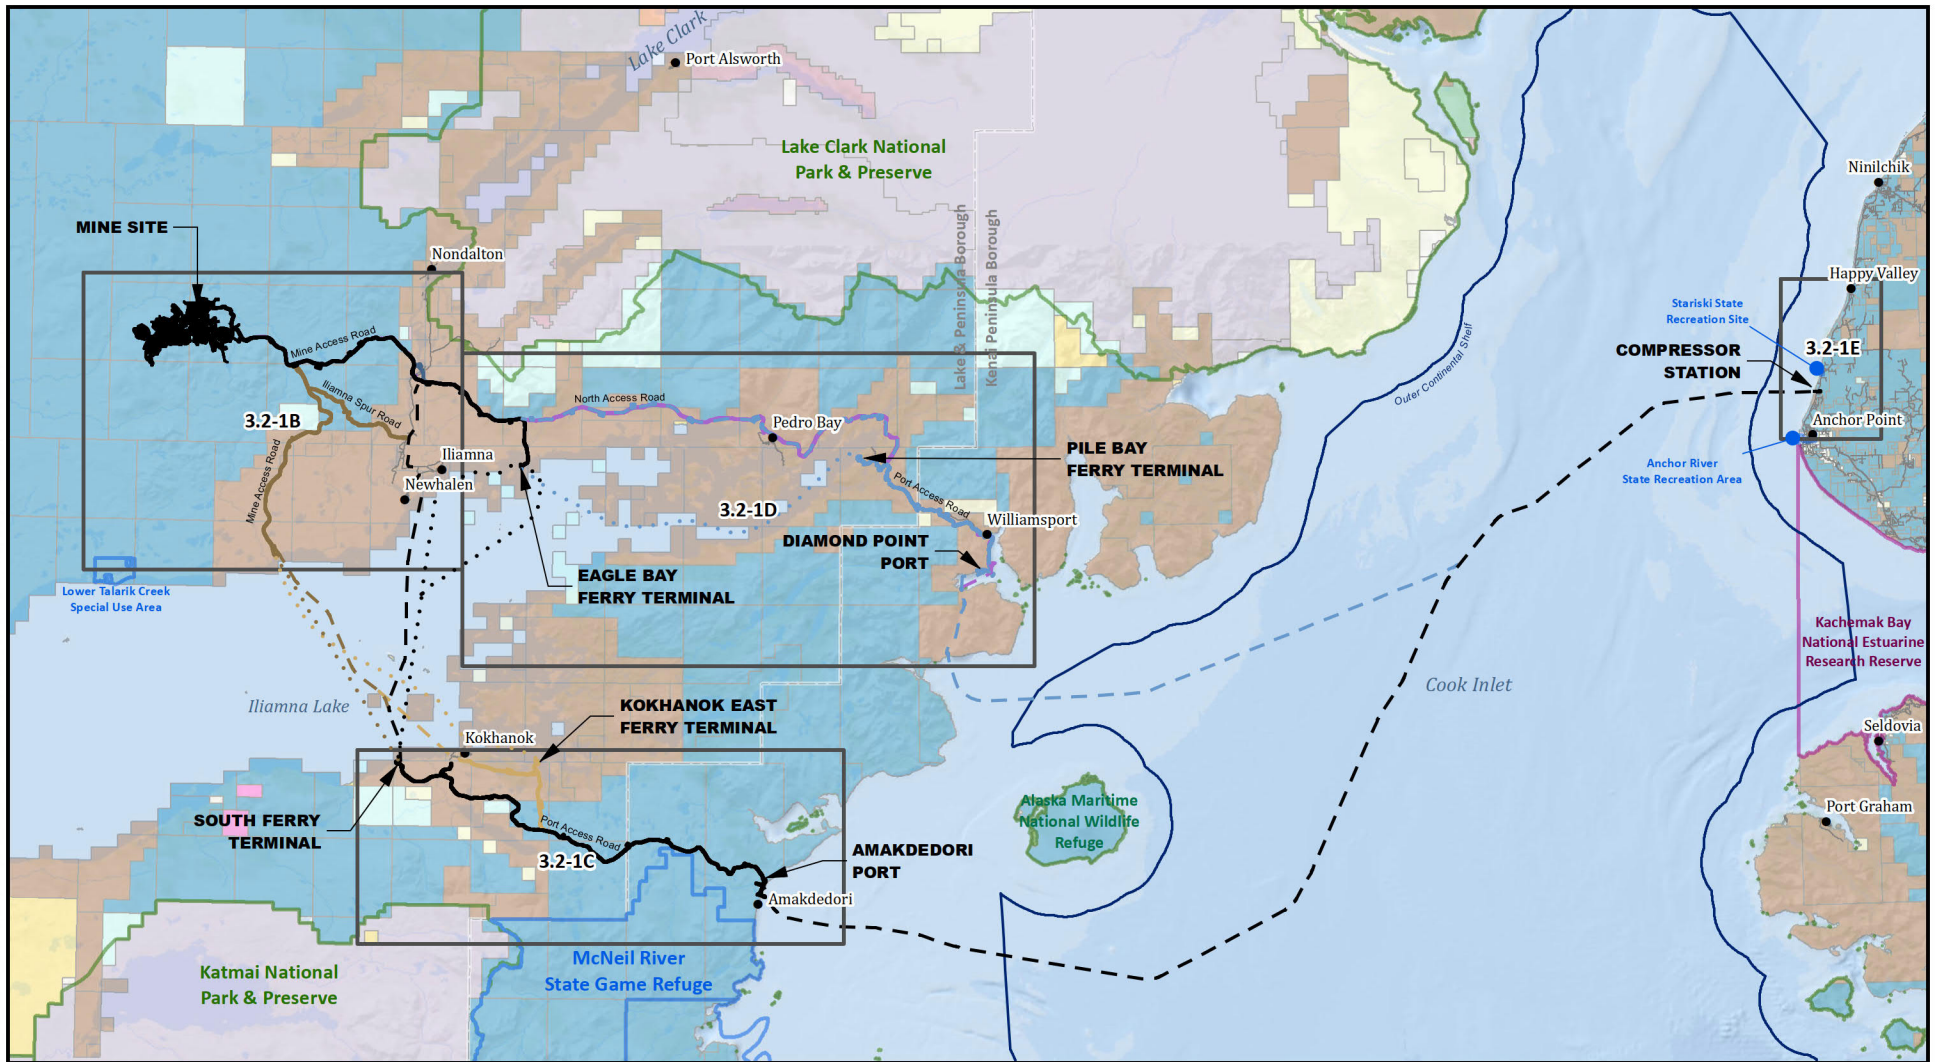 Lake Clark
Port Alsworth
Lake Clark National
Park & Preserve
Ninilchik
MINE SITE
Nondalton
Lake & Peninsula Borough
Kenai Peninsula Borough
Happy Valley
Stariski State
Recreation Site
3.2-1E
COMPRESSOR
STATION
Mine Access Road
Outer Continental Shelf
Iliamna Spur Road
North Access Road
3.2-1B
Pedro Bay
Anchor Point
PILE BAY
FERRY TERMINAL
Iliamna
Newhalen
Mine Access Road
Port Access Road
Anchor River
State Recreation Area
3.2-1D
Williamsport
DIAMOND POINT
PORT
EAGLE BAY
FERRY TERMINAL
Lower Talarik Creek
Special Use Area
Kachemak Bay
National Estuarine
Research Reserve
Cook Inlet
Iliamna Lake
KOKHANOK EAST
FERRY TERMINAL
Kokhanok
Seldovia
Alaska Maritime
National Wildlife
Refuge
Port Graham
SOUTH FERRY
TERMINAL
Port Access Road
3.2-1C
AMAKDEDORI
PORT
Amakdedori
Katmai National
Park & Preserve
McNeil River
State Game Refuge